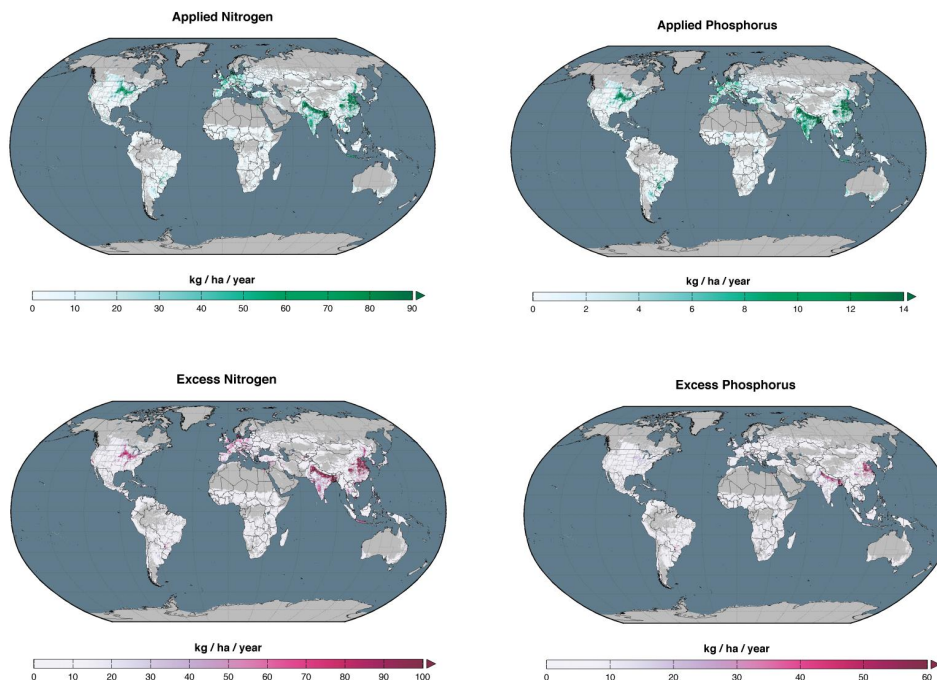 Applied Nitrogen
kg / ha / year
0 10 20 30 40 50 60 70 80 90
Applied Phosphorus
kg / ha / year
0 2 4 6 8 10 12 14
Excess Nitrogen
kg / ha / year
0 10 20 30 40 50 60 70 80 90 100
Excess Phosphorus
kg / ha / year
0 10 20 30 40 50 60